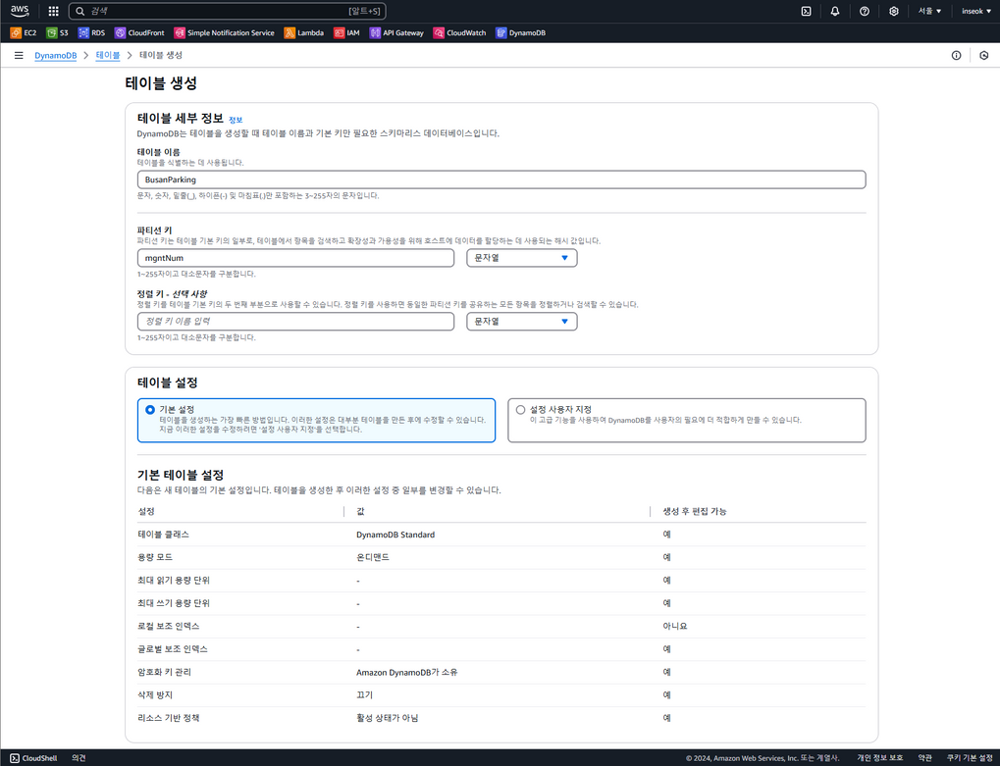 aws 검색 [알트+S] 서울 ▼ inseok ▼
EC2 S3 RDS CloudFront Simple Notification Service Lambda IAM API Gateway CloudWatch DynamoDB
DynamoDB > 테이블 > 테이블 생성
테이블 생성
테이블 세부 정보 정보
DynamoDB는 테이블을 생성할 때 테이블 이름과 기본 키만 필요한 스키마리스 데이터베이스입니다.
테이블 이름
테이블을 식별하는 데 사용됩니다.
BusanParking
문자, 숫자, 밑줄(_), 하이픈(-) 및 마침표(.)만 포함하는 3~255자의 문자입니다.
파티션 키
파티션 키는 테이블 기본 키의 일부로, 테이블에서 항목을 검색하고 확장성과 가용성을 위해 호스트에 데이터를 할당하는 데 사용되는 해시 값입니다.
mgntNum 문자열 ▼
1~255자이고 대소문자를 구분합니다.
정렬 키 - 선택 사항
정렬 키를 테이블 기본 키의 두 번째 부분으로 사용할 수 있습니다. 정렬 키를 사용하면 동일한 파티션 키를 공유하는 모든 항목을 정렬하거나 검색할 수 있습니다.
정렬 키 이름 입력 문자열 ▼
1~255자이고 대소문자를 구분합니다.
테이블 설정
기본 설정
테이블을 생성하는 가장 빠른 방법입니다. 이러한 설정은 대부분 테이블을 만든 후에 수정할 수 있습니다.
지금 이러한 설정을 수정하려면 '설정 사용자 지정'을 선택합니다.
설정 사용자 지정
이 고급 기능을 사용하여 DynamoDB를 사용자의 필요에 더 적합하게 만들 수 있습니다.
기본 테이블 설정
다음은 새 테이블의 기본 설정입니다. 테이블을 생성한 후 이러한 설정 중 일부를 변경할 수 있습니다.
설정 값 생성 후 편집 가능
테이블 클래스 DynamoDB Standard 예
용량 모드 온디맨드 예
최대 읽기 용량 단위 - 예
최대 쓰기 용량 단위 - 예
로컬 보조 인덱스 - 아니요
글로벌 보조 인덱스 - 예
암호화 키 관리 Amazon DynamoDB가 소유 예
삭제 방지 끄기 예
리소스 기반 정책 활성 상태가 아님 예
CloudShell 의견 © 2024, Amazon Web Services, Inc. 또는 계열사. 개인 정보 보호 약관 쿠키 기본 설정